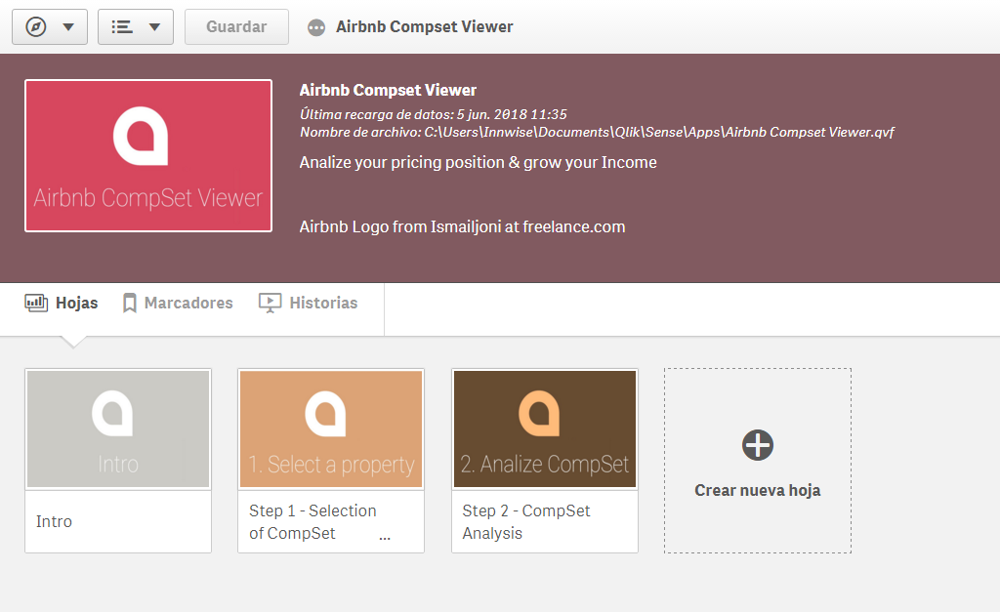 Guardar
Airbnb Compset Viewer
Airbnb CompSet Viewer
Airbnb Compset Viewer
Última recarga de datos: 5 jun. 2018 11:35
Nombre de archivo: C:\Users\Innwise\Documents\Qlik\Sense\Apps\Airbnb Compset Viewer.qvf
Analize your pricing position & grow your Income
Airbnb Logo from Ismailjoni at freelance.com
Hojas
Marcadores
Historias
Intro
Intro
1. Select a property
Step 1 - Selection
of CompSet ...
2. Analize CompSet
Step 2 - CompSet
Analysis
Crear nueva hoja